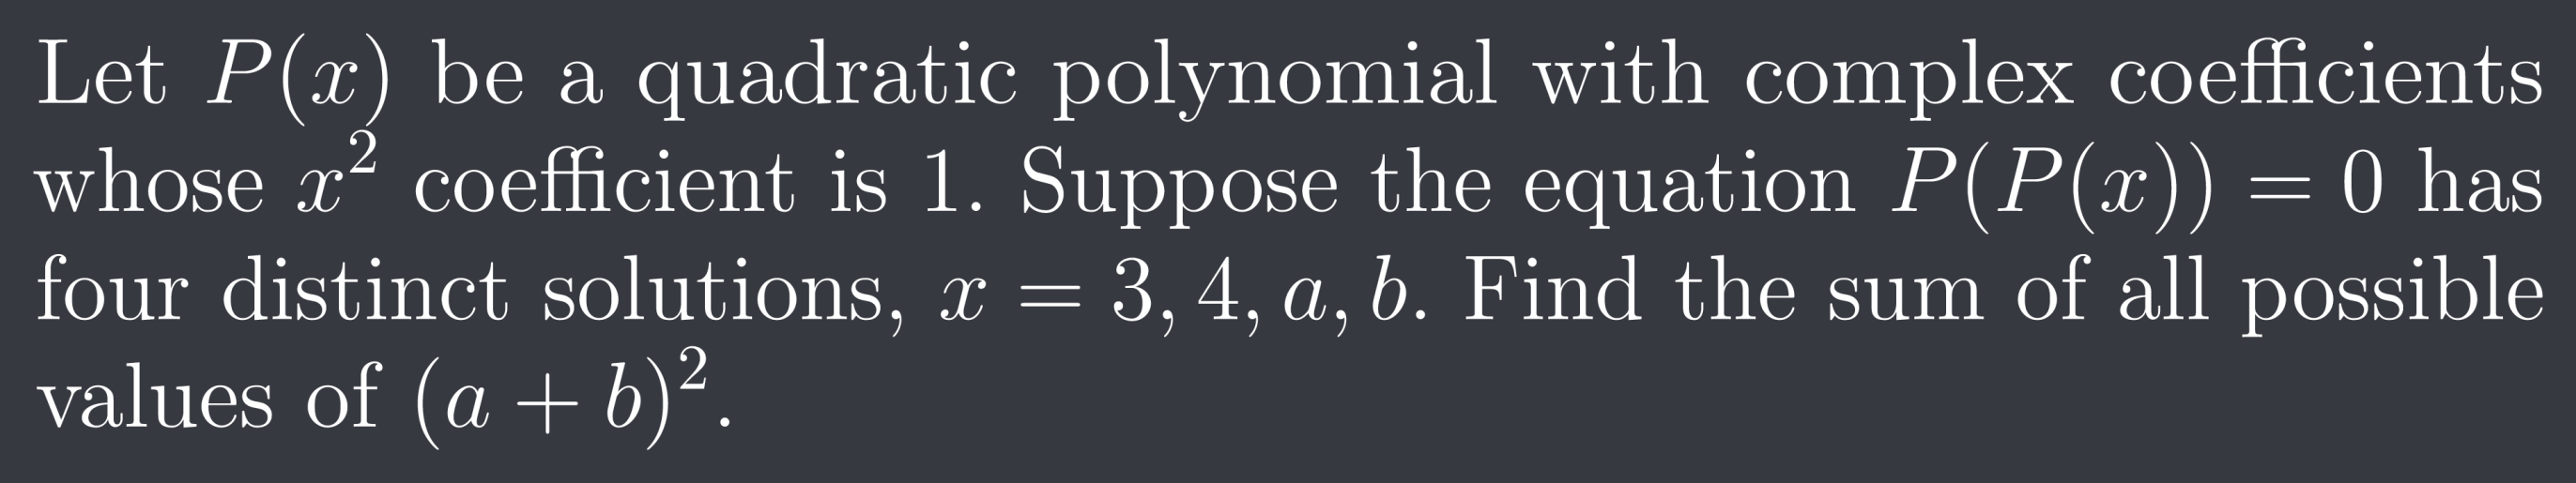 Let P(x) be a quadratic polynomial with complex coefficients
whose x² coefficient is 1. Suppose the equation P(P(x)) = 0 has
four distinct solutions, x = 3, 4, a, b. Find the sum of all possible
values of (a + b)².